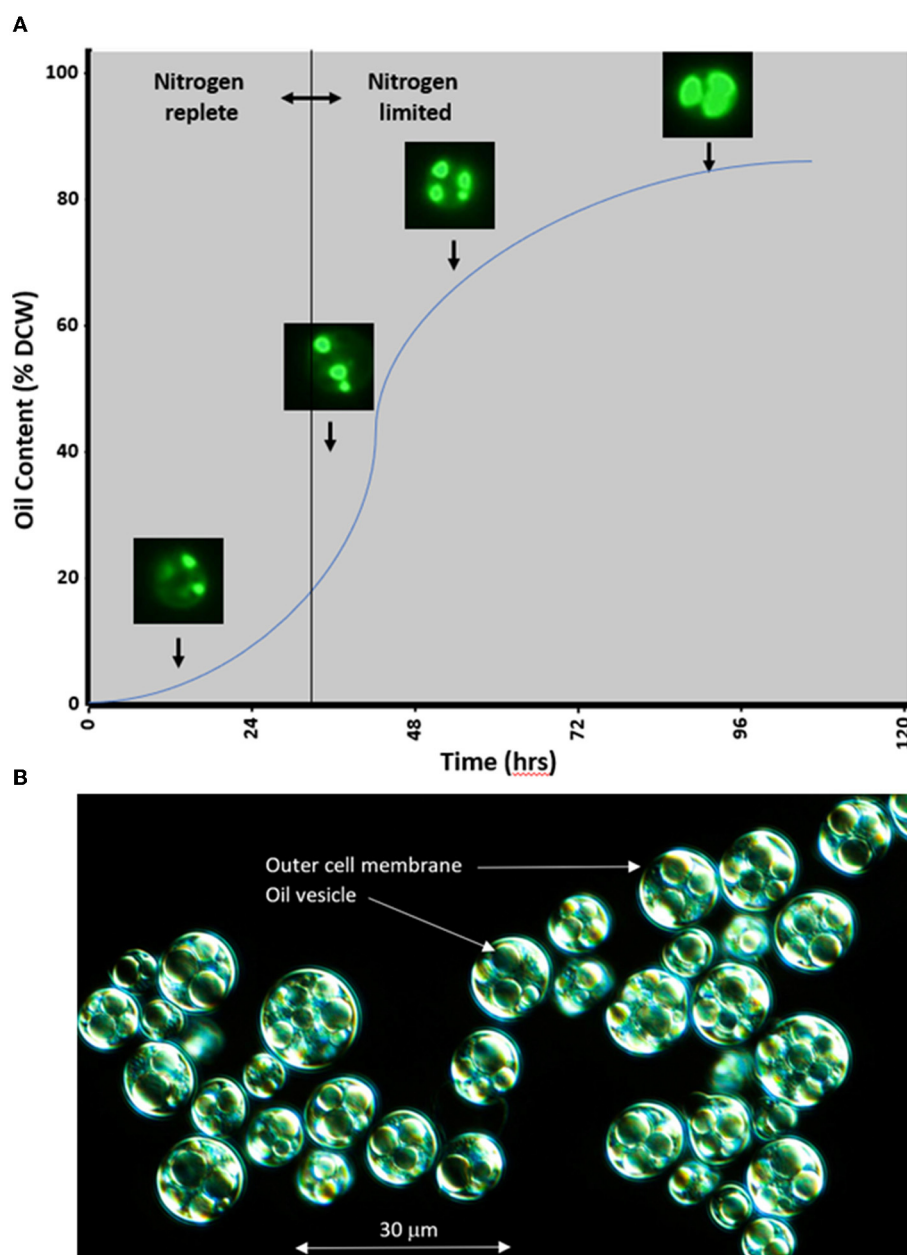 A
Nitrogen
replete
Nitrogen
limited
100
80
60
40
20
0
Oil Content (% DCW)
0
24
48
72
96
120
Time (hrs)
B
Outer cell membrane
Oil vesicle
30 μm